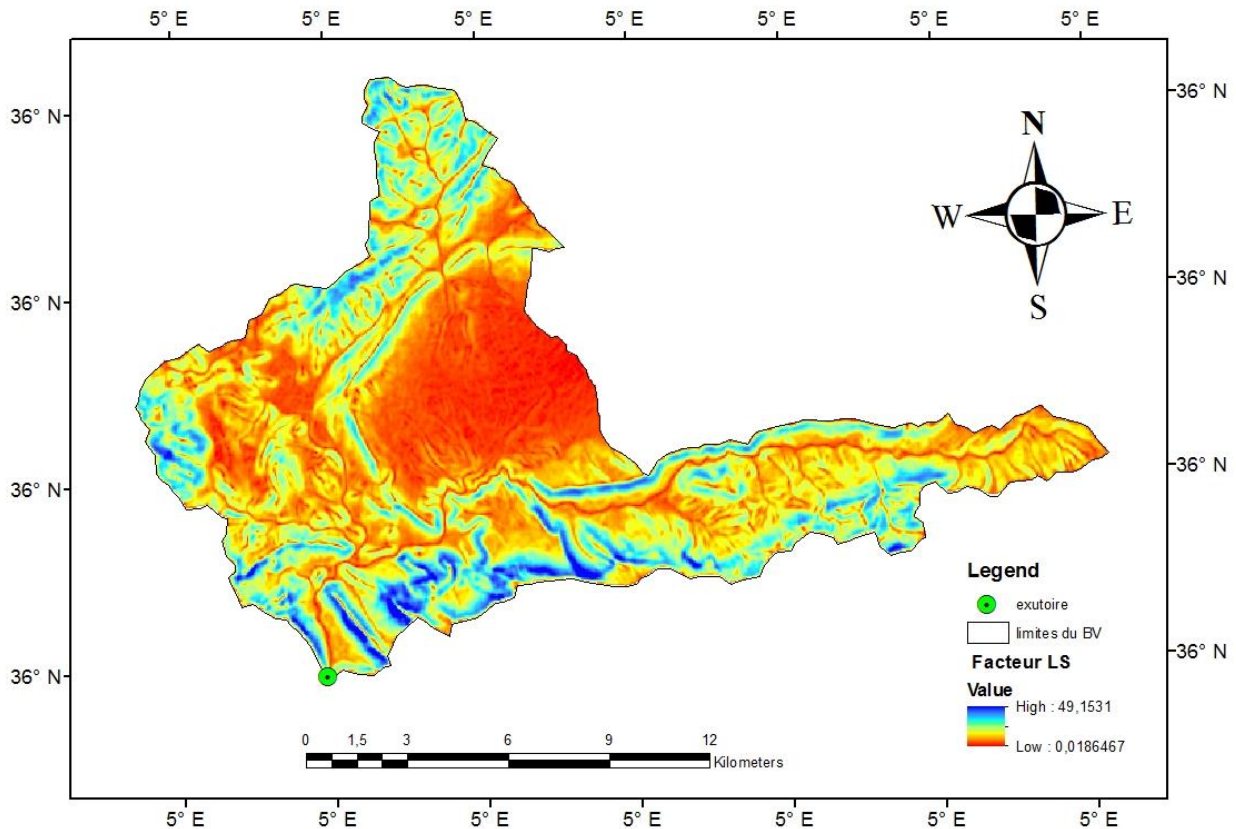 5° E 5° E 5° E 5° E 5° E 5° E 5° E
36° N 36° N
N
W E
S
36° N 36° N
36° N 36° N
Legend
exutoire
limites du BV
36° N 36° N
Facteur LS
Value
High : 49,1531
Low : 0,0186467
0 1,5 3 6 9 12
Kilometers
5° E 5° E 5° E 5° E 5° E 5° E 5° E